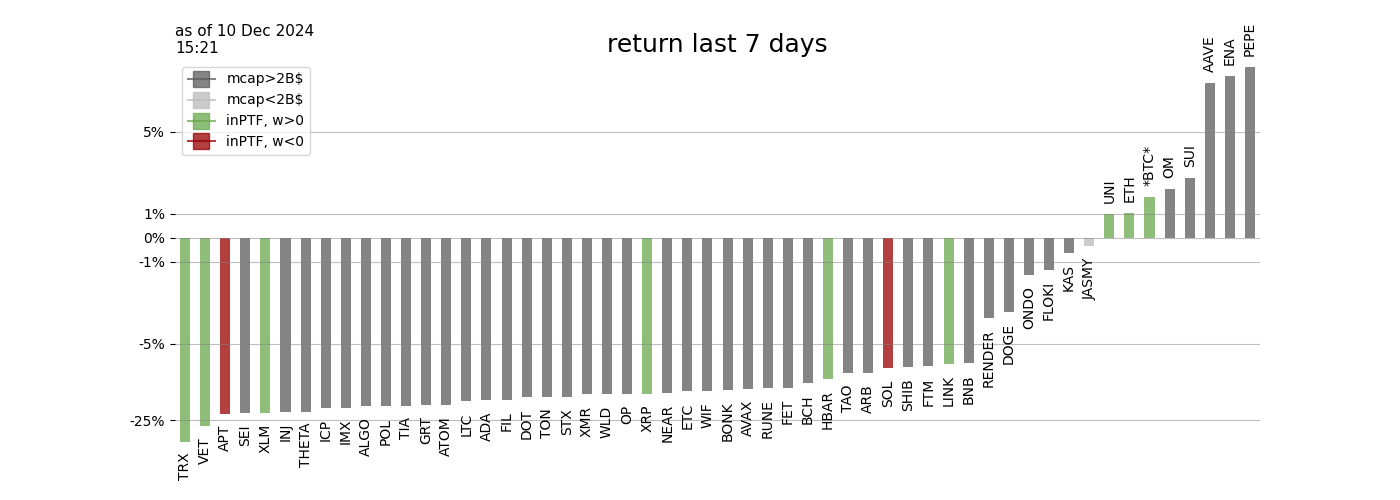 as of 10 Dec 2024
15:21
return last 7 days
mcap>2B$
mcap<2B$
inPTF, w>0
inPTF, w<0
5%
1%
0%
-1%
-5%
-25%
TRX
VET
APT
SEI
XLM
INJ
THETA
ICP
IMX
ALGO
POL
TIA
GRT
ATOM
LTC
ADA
FIL
DOT
TON
STX
XMR
WLD
OP
XRP
NEAR
ETC
WIF
BONK
AVAX
RUNE
FET
BCH
HBAR
TAO
ARB
SOL
SHIB
FTM
LINK
BNB
RENDER
DOGE
ONDO
FLOKI
KAS
JASMY
UNI
ETH
*BTC*
OM
SUI
AAVE
ENA
PEPE